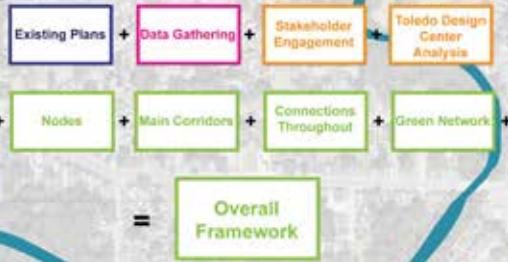 Existing Plans + Data Gathering + Stakeholder Engagement + Toledo Design Center Analysis
+ Nodes + Main Corridors + Connections Throughout + Green Network +
= Overall Framework